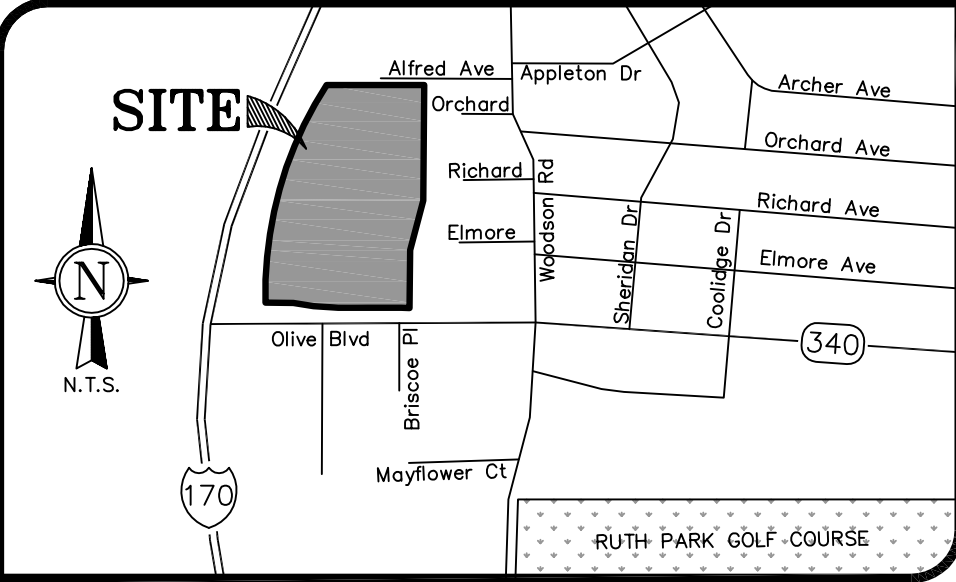 Alfred Ave
Appleton Dr
Archer Ave
SITE
Orchard
Orchard Ave
Richard
Woodson Rd
Richard Ave
Elmore
Sheridan Dr
Coolidge Dr
Elmore Ave
N
N.T.S.
Olive Blvd
Briscoe Pl
340
Mayflower Ct
170
RUTH PARK GOLF COURSE